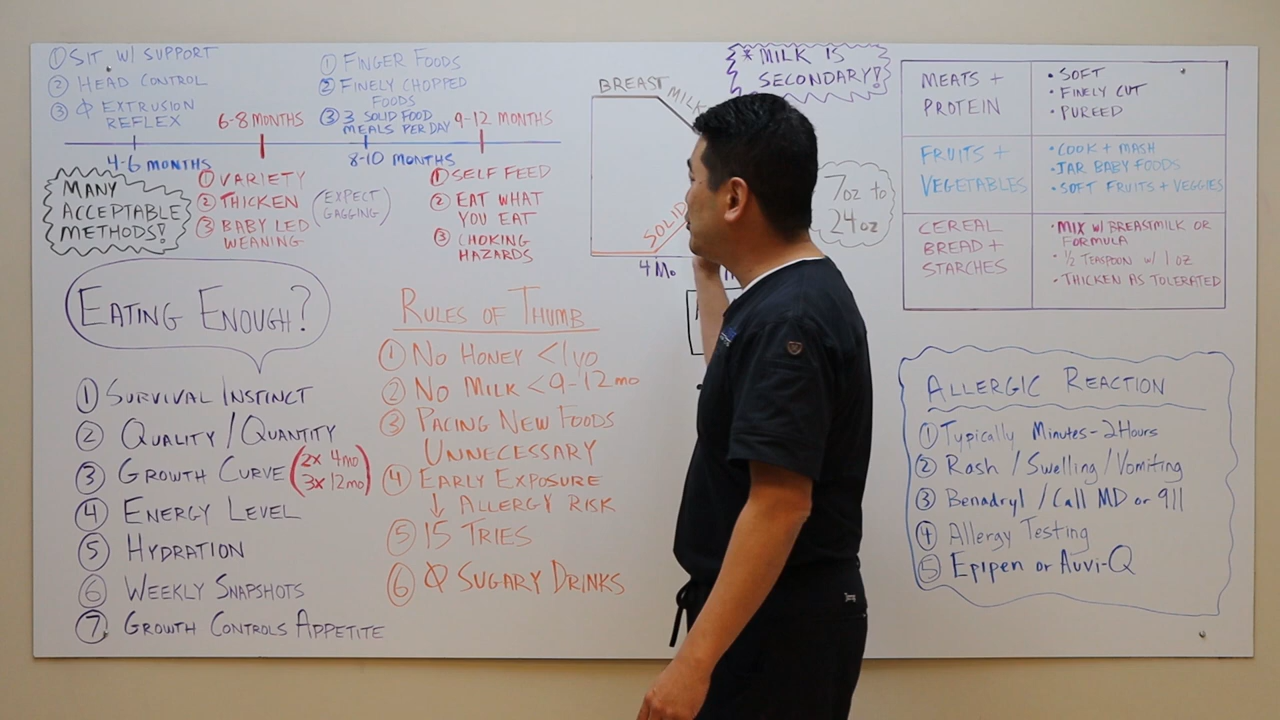 ① SIT W/ SUPPORT
② HEAD CONTROL
③ Ф EXTRUSION
REFLEX
4-6 MONTHS
6-8 MONTHS
① VARIETY
② THICKEN
③ BABY LED
WEANING
(EXPECT
GAGGING)
① FINGER FOODS
② FINELY CHOPPED
FOODS
③ 3 SOLID FOOD
MEALS PER DAY
8-10 MONTHS
9-12 MONTHS
① SELF FEED
② EAT WHAT
YOU EAT
③ CHOKING
HAZARDS
MANY
ACCEPTABLE
METHODS!
EATING ENOUGH?
① SURVIVAL INSTINCT
② QUALITY/QUANTITY
③ GROWTH CURVE (2x 4mo
3x 12mo)
④ ENERGY LEVEL
⑤ HYDRATION
⑥ WEEKLY SNAPSHOTS
⑦ GROWTH CONTROLS APPETITE
RULES OF THUMB
① NO HONEY <1yo
② NO MILK <9-12mo
③ PACING NEW FOODS
UNNECESSARY
④ EARLY EXPOSURE
↓ ALLERGY RISK
⑤ 15 TRIES
⑥ Ф SUGARY DRINKS
BREAST MILK
SOLID
4 Mo
* MILK IS
SECONDARY!
7oz to
24oz
MEATS +
PROTEIN
• SOFT
• FINELY CUT
• PUREED
FRUITS +
VEGETABLES
• COOK + MASH
• JAR BABY FOODS
• SOFT FRUITS + VEGGIES
CEREAL
BREAD +
STARCHES
• MIX W/ BREASTMILK OR
FORMULA
• ½ TEASPOON W/ 1 OZ
• THICKEN AS TOLERATED
ALLERGIC REACTION
① Typically Minutes - 2 Hours
② Rash / Swelling / Vomiting
③ Benadryl / Call MD or 911
④ Allergy Testing
⑤ Epipen or Auvi-Q